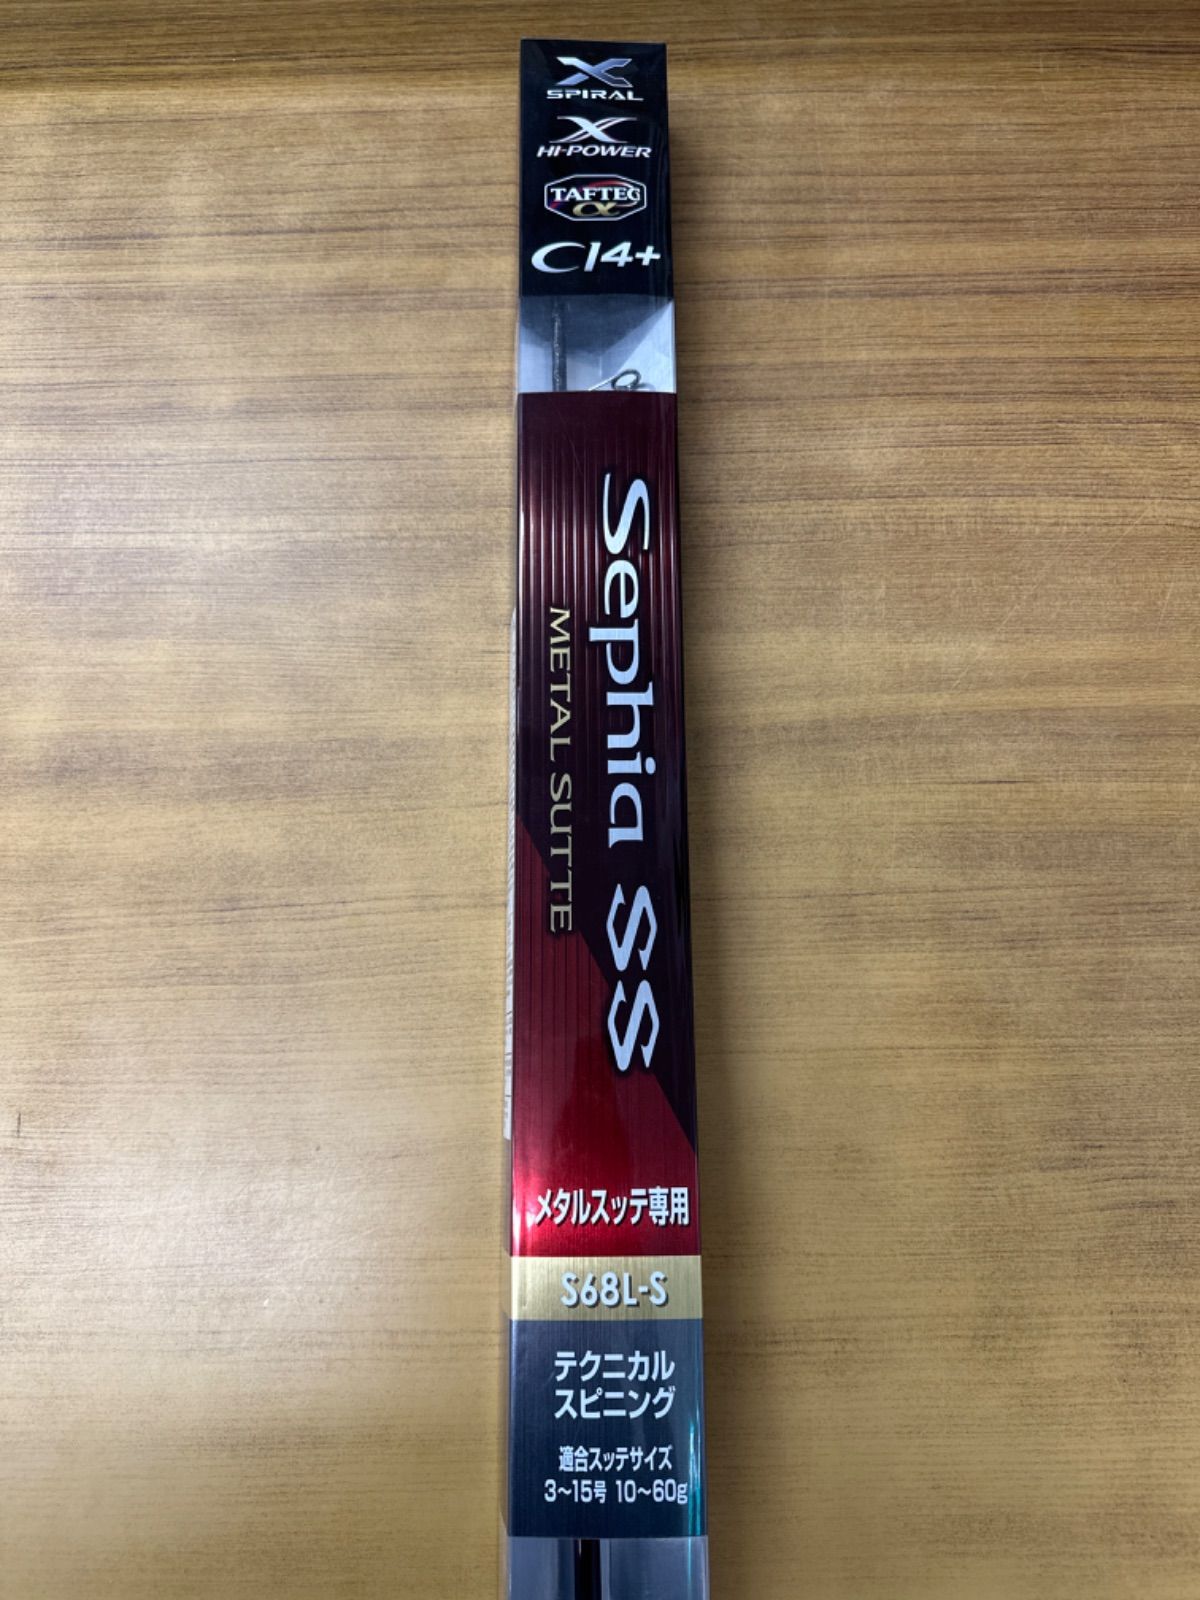 X
SPIRAL
X
HI-POWER
TAFTEC
α
CI4+
Sephia SS
METAL SUTTE
メタルスッテ専用
S68L-S
テクニカル
スピニング
適合スッテサイズ
3〜15号 10〜60g